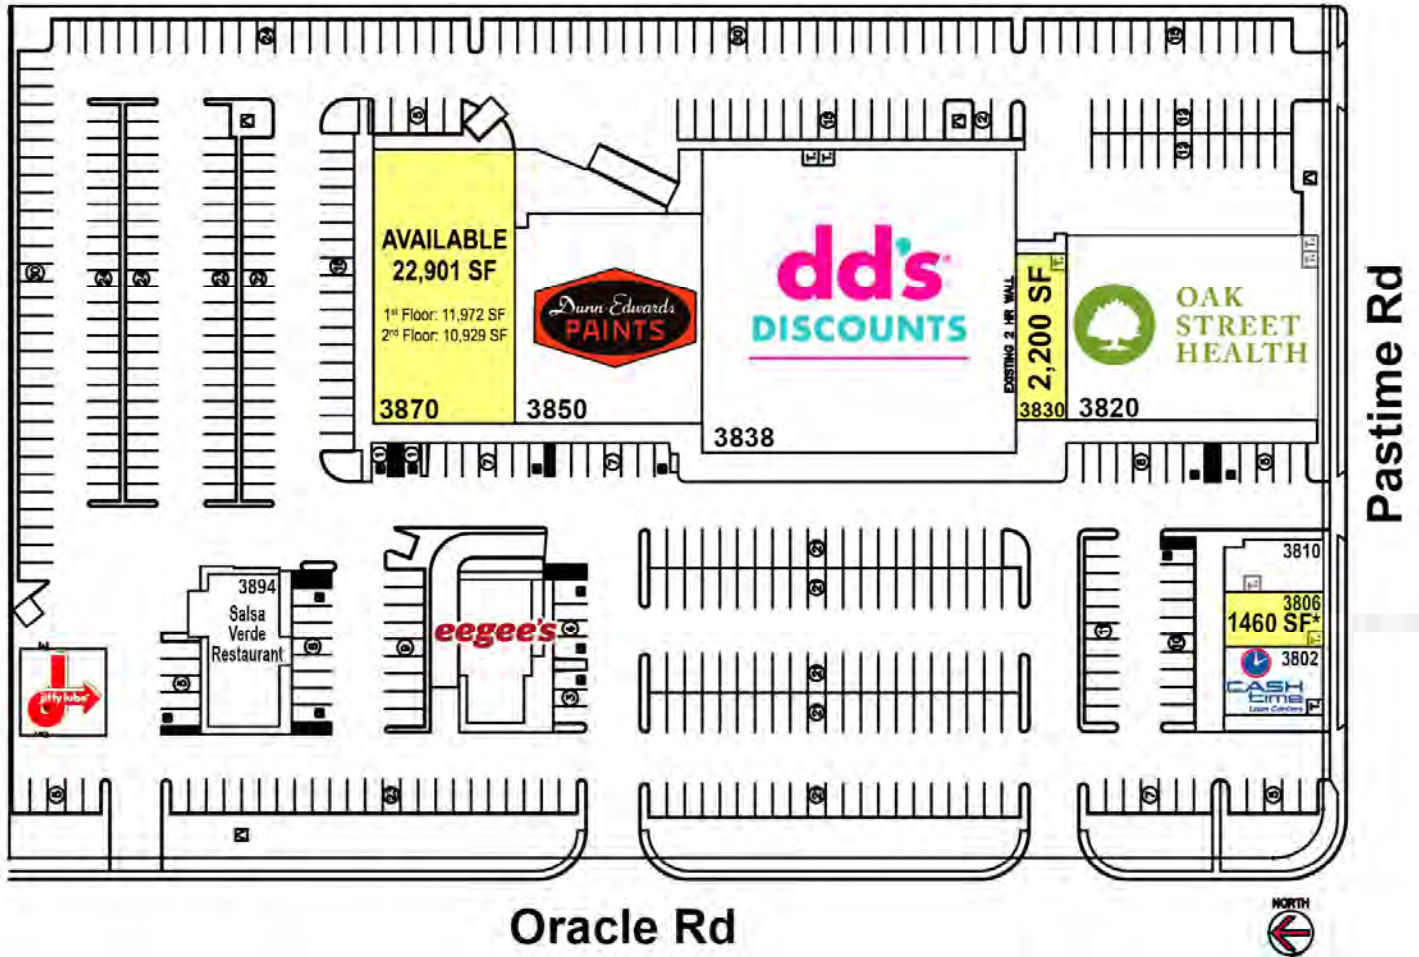 AVAILABLE
22,901 SF
1st Floor: 11,972 SF
2nd Floor: 10,929 SF
3870
Dunn-Edwards
PAINTS
3850
dd's
DISCOUNTS
3838
EXISTING 2 HR WALL
2,200 SF
3830
OAK
STREET
HEALTH
3820
Pastime Rd
3894
Salsa
Verde
Restaurant
jiffy lube
eegee's
3810
3806
1460 SF*
3802
CASH
time
Loan Centers
Oracle Rd
NORTH